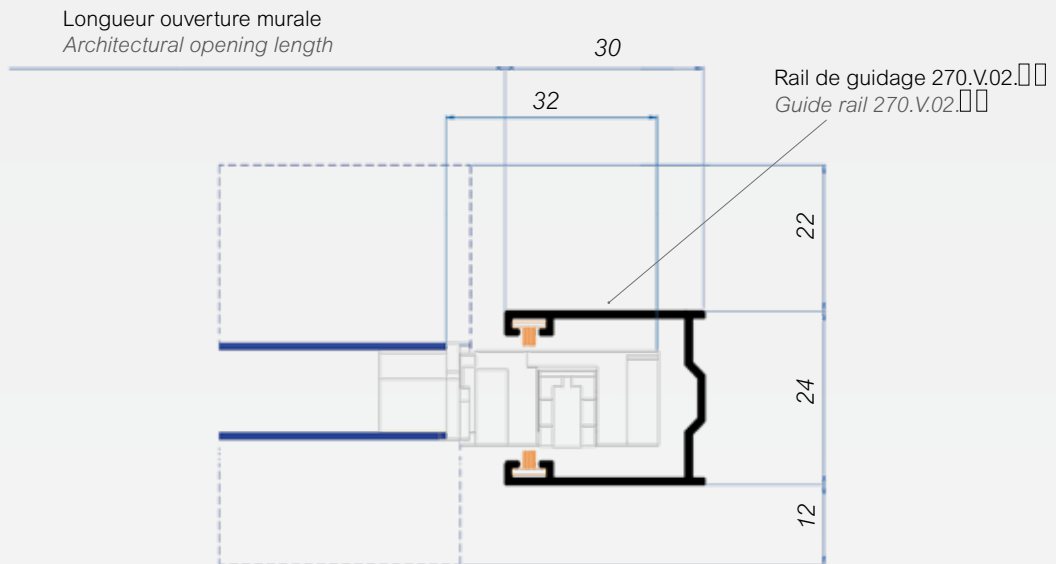 Longueur ouverture murale
Architectural opening length
30
32
Rail de guidage 270.V.02.▯▯
Guide rail 270.V.02.▯▯
22
24
12